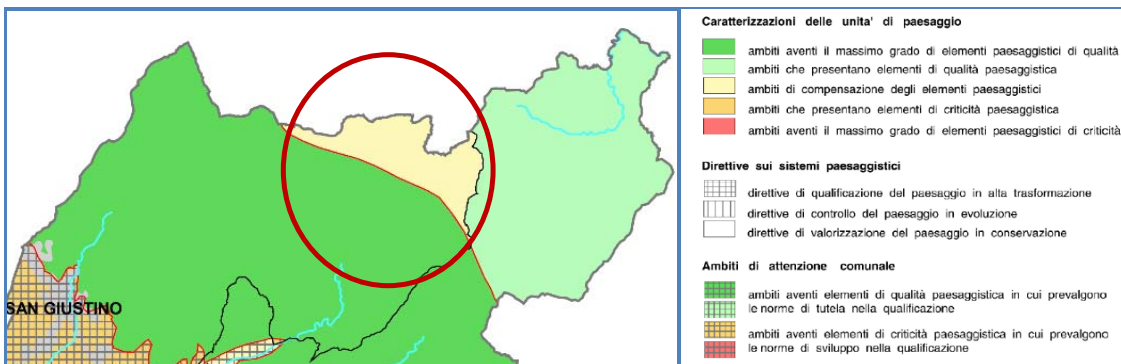 SAN GIUSTINO
Caratterizzazioni delle unita' di paesaggio
ambiti aventi il massimo grado di elementi paesaggistici di qualità
ambiti che presentano elementi di qualità paesaggistica
ambiti di compensazione degli elementi paesaggistici
ambiti che presentano elementi di criticità paesaggistica
ambiti aventi il massimo grado di elementi paesaggistici di criticità
Direttive sui sistemi paesaggistici
direttive di qualificazione del paesaggio in alta trasformazione
direttive di controllo del paesaggio in evoluzione
direttive di valorizzazione del paesaggio in conservazione
Ambiti di attenzione comunale
ambiti aventi elementi di qualità paesaggistica in cui prevalgono
le norme di tutela nella qualificazione
ambiti aventi elementi di criticità paesaggistica in cui prevalgono
le norme di sviluppo nella qualificazione